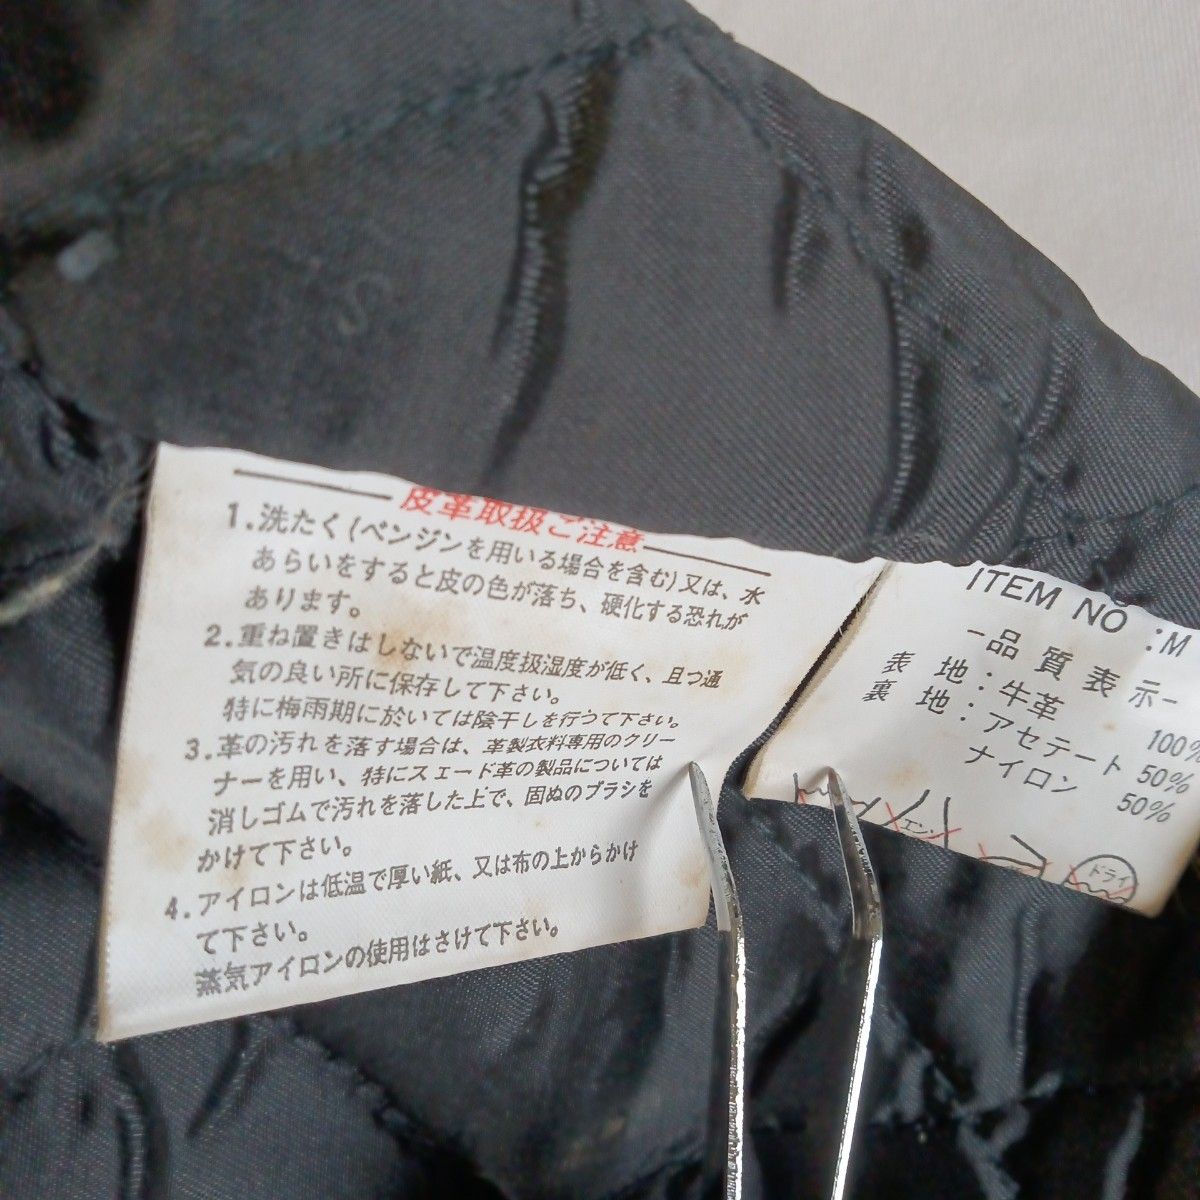 皮革取扱ご注意
1.洗たく(ベンジンを用いる場合を含む)又は、水
あらいをすると皮の色が落ち、硬化する恐れが
あります。
2.重ね置きはしないで温度扱湿度が低く、且つ通
気の良い所に保存して下さい。
特に梅雨期に於いては陰干しを行つて下さい。
3.革の汚れを落す場合は、革製衣料専用のクリー
ナーを用い、特にスェード革の製品については
消しゴムで汚れを落した上で、固ぬのブラシを
かけて下さい。
4.アイロンは低温で厚い紙、又は布の上からかけ
て下さい。
蒸気アイロンの使用はさけて下さい。
ITEM NO :M
ー品質表示ー
表地:牛革 100%
裏地:アセテート 50%
ナイロン 50%
ドライ